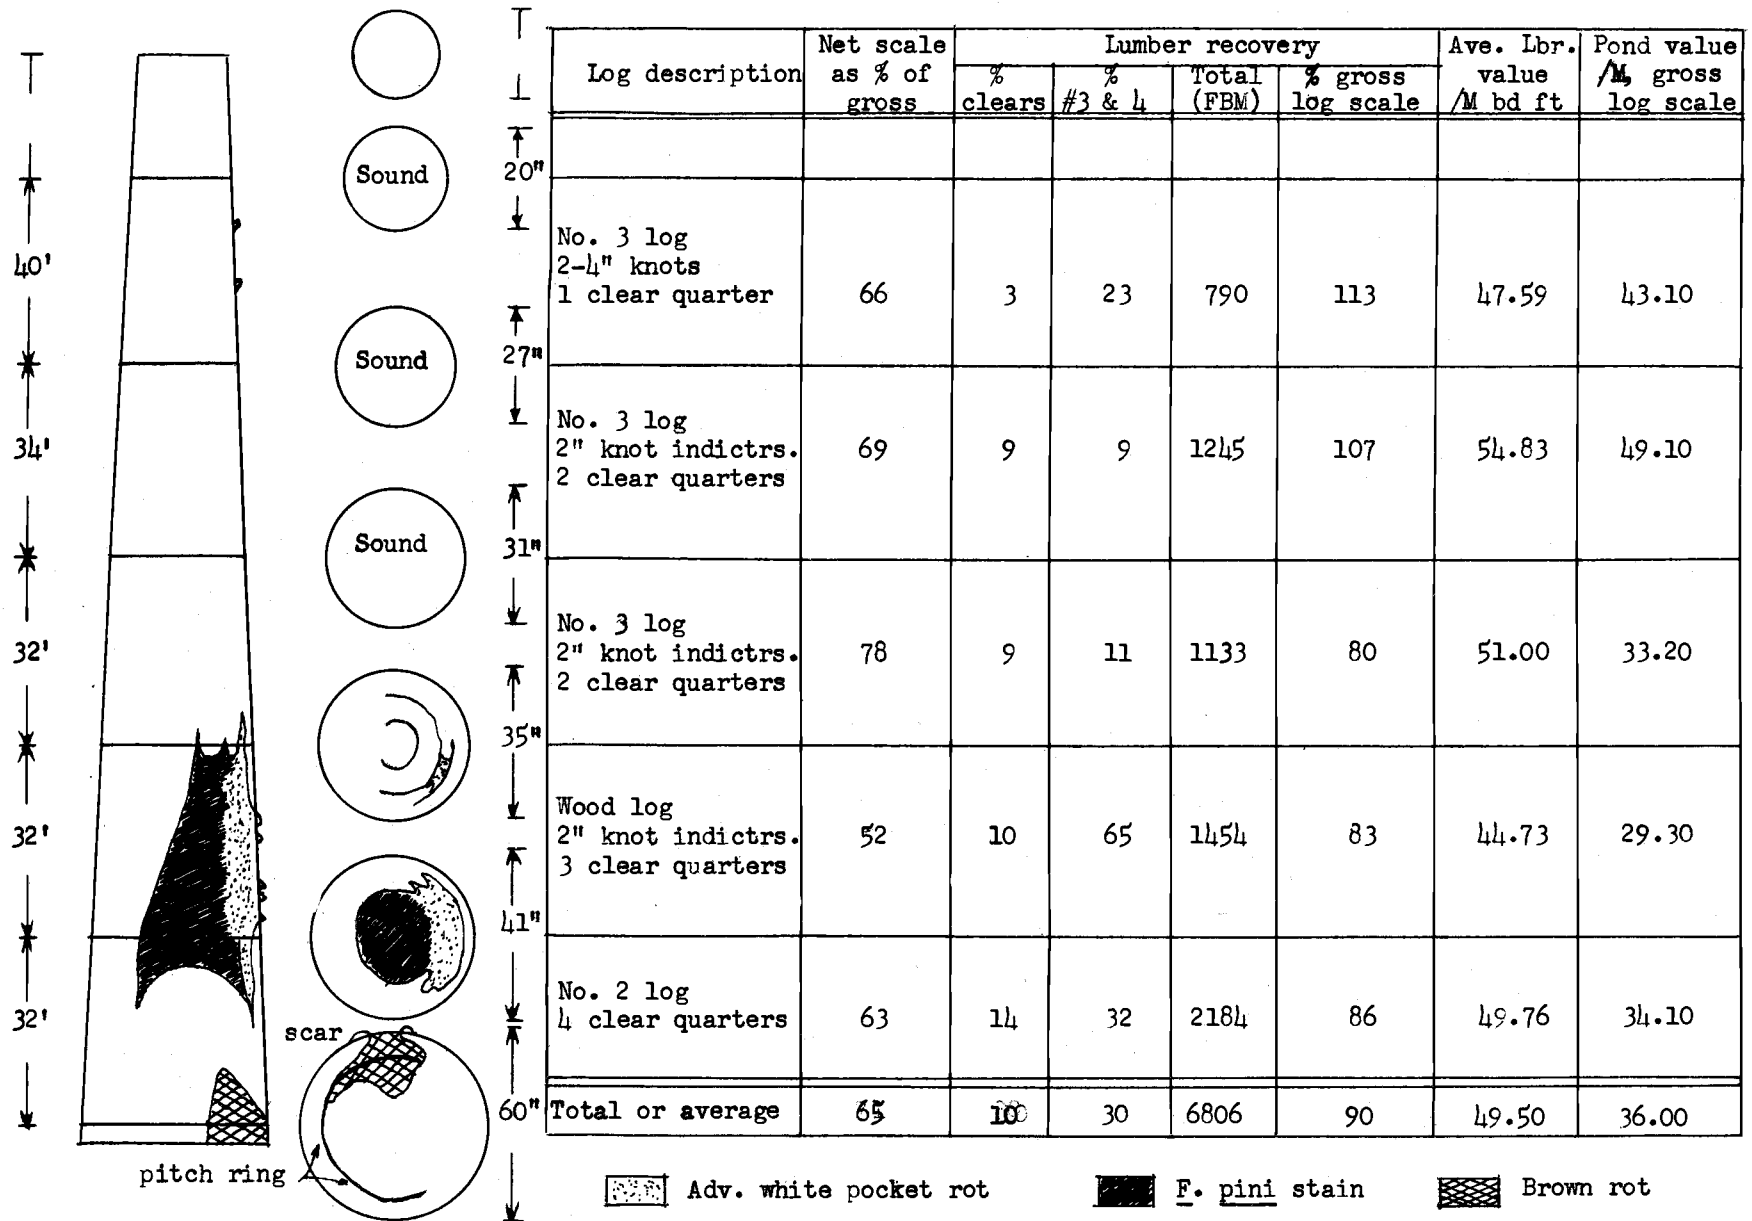 Log description
Net scale
as % of
gross
Lumber recovery
%
clears
%
#3 & 4
Total
(FBM)
% gross
log scale
Ave. Lbr.
value
/M bd ft
Pond value
/M, gross
log scale
Sound
20"
40'
No. 3 log
2-4" knots
1 clear quarter
66 3 23 790 113 47.59 43.10
Sound
27"
34'
No. 3 log
2" knot indictrs.
2 clear quarters
69 9 9 1245 107 54.83 49.10
Sound
31"
32'
No. 3 log
2" knot indictrs.
2 clear quarters
78 9 11 1133 80 51.00 33.20
35"
32'
Wood log
2" knot indictrs.
3 clear quarters
52 10 65 1454 83 44.73 29.30
41"
32'
No. 2 log
4 clear quarters
63 14 32 2184 86 49.76 34.10
scar
60"
Total or average 65 10 30 6806 90 49.50 36.00
pitch ring
Adv. white pocket rot
F. pini stain
Brown rot